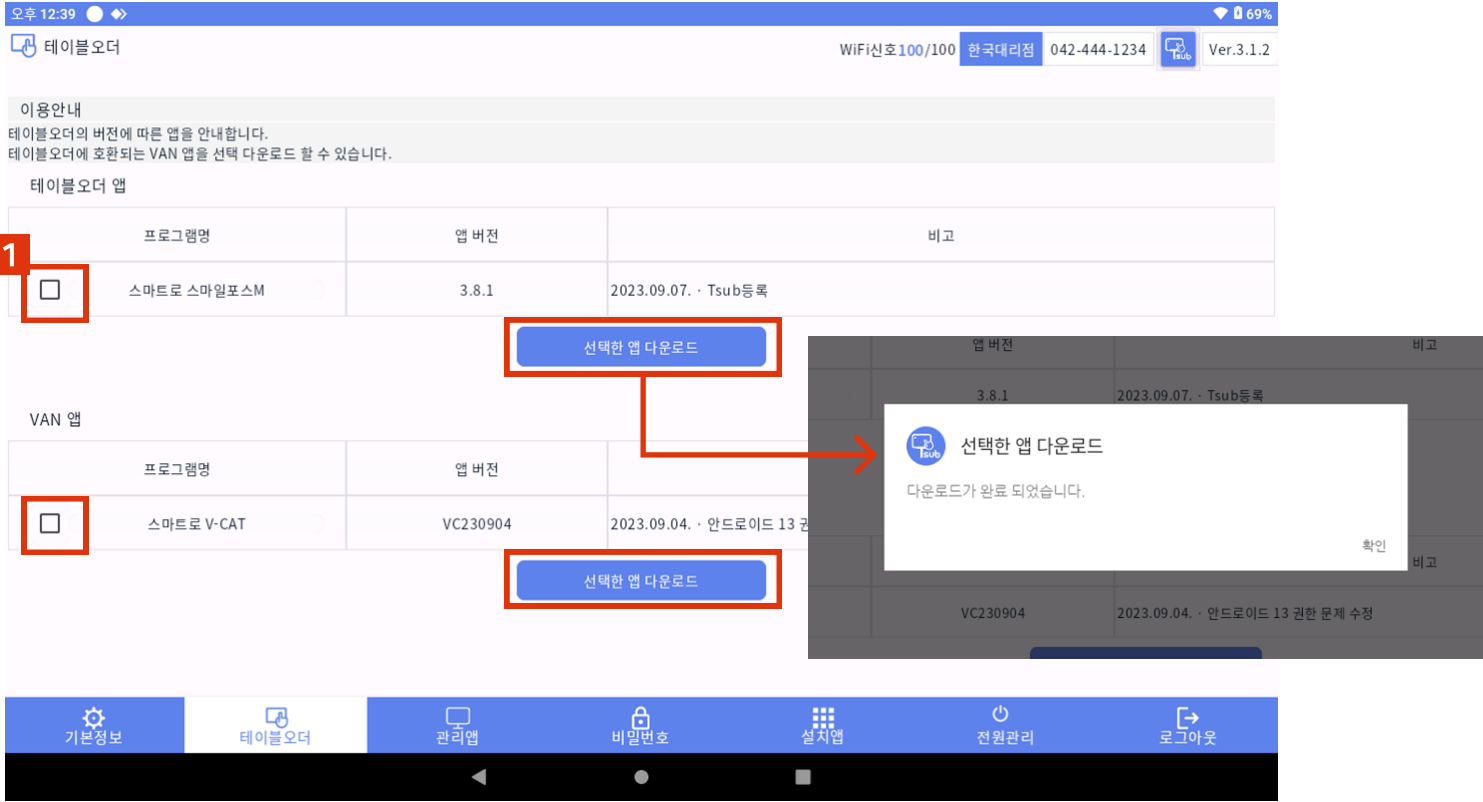 오후 12:39 69%
테이블오더 WiFi신호100/100 한국대리점 042-444-1234 Tsub Ver.3.1.2
이용안내
테이블오더의 버전에 따른 앱을 안내합니다.
테이블오더에 호환되는 VAN 앱을 선택 다운로드 할 수 있습니다.
테이블오더 앱
프로그램명 앱 버전 비고
1
스마트로 스마일포스M 3.8.1 2023.09.07. · Tsub등록
선택한 앱 다운로드
VAN 앱
프로그램명 앱 버전
스마트로 V-CAT VC230904 2023.09.04. · 안드로이드 13 권
선택한 앱 다운로드
앱 버전 비고
3.8.1 2023.09.07. · Tsub등록
Tsub 선택한 앱 다운로드
다운로드가 완료 되었습니다.
확인
비고
VC230904 2023.09.04. · 안드로이드 13 권한 문제 수정
기본정보 테이블오더 관리앱 비밀번호 설치앱 전원관리 로그아웃